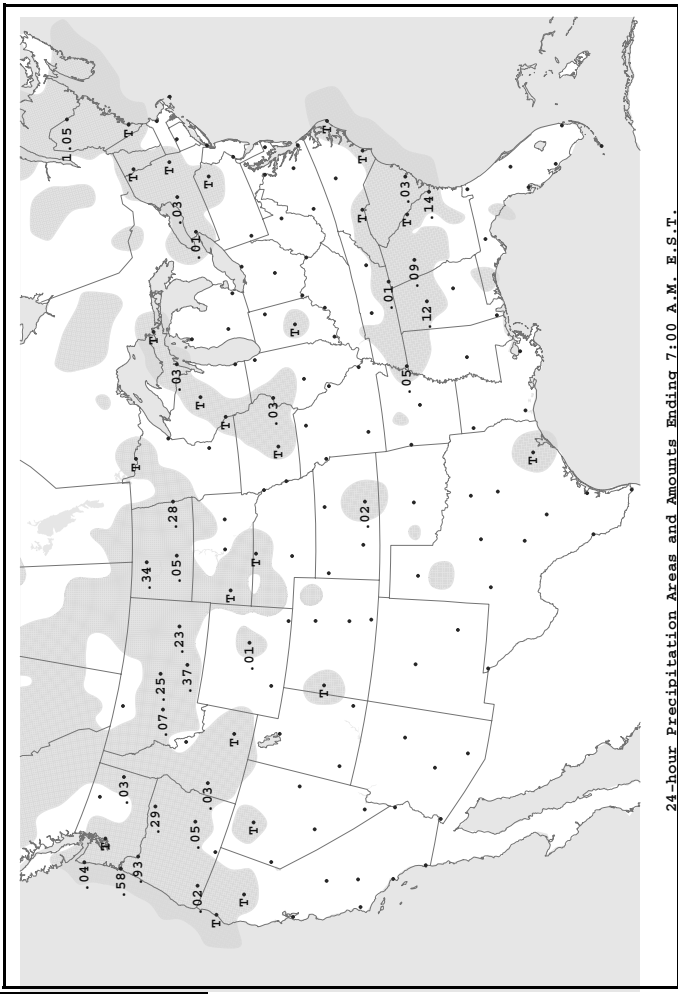 1.05
.04
T
.58
.03
T
T
T
.93
.34
T
.29
.25
.07
T
.28
.05
.03
.03
.23
.37
.05
.01
.02
T
.03
T
T
T
T
T
T
.01
T
T
.03
T
T
T
T
T
T
.02
.01
.03
T
.05
.09
.12
.14
T
24-hour Precipitation Areas and Amounts Ending 7:00 A.M. E.S.T.